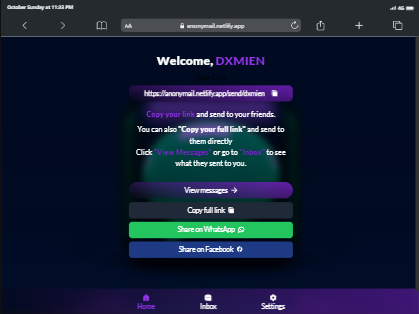 October Sunday at 11:33 PM
4G
AA
anonymail.netlify.app
Welcome, DXMIEN
https://anonymail.netlify.app/send/dxmien
Copy your link and send to your friends.
You can also "Copy your full link" and send to
them directly
Click "View Messages" or go to "Inbox" to see
what they sent to you.
View messages
Copy full link
Share on WhatsApp
Share on Facebook
Home
Inbox
Settings